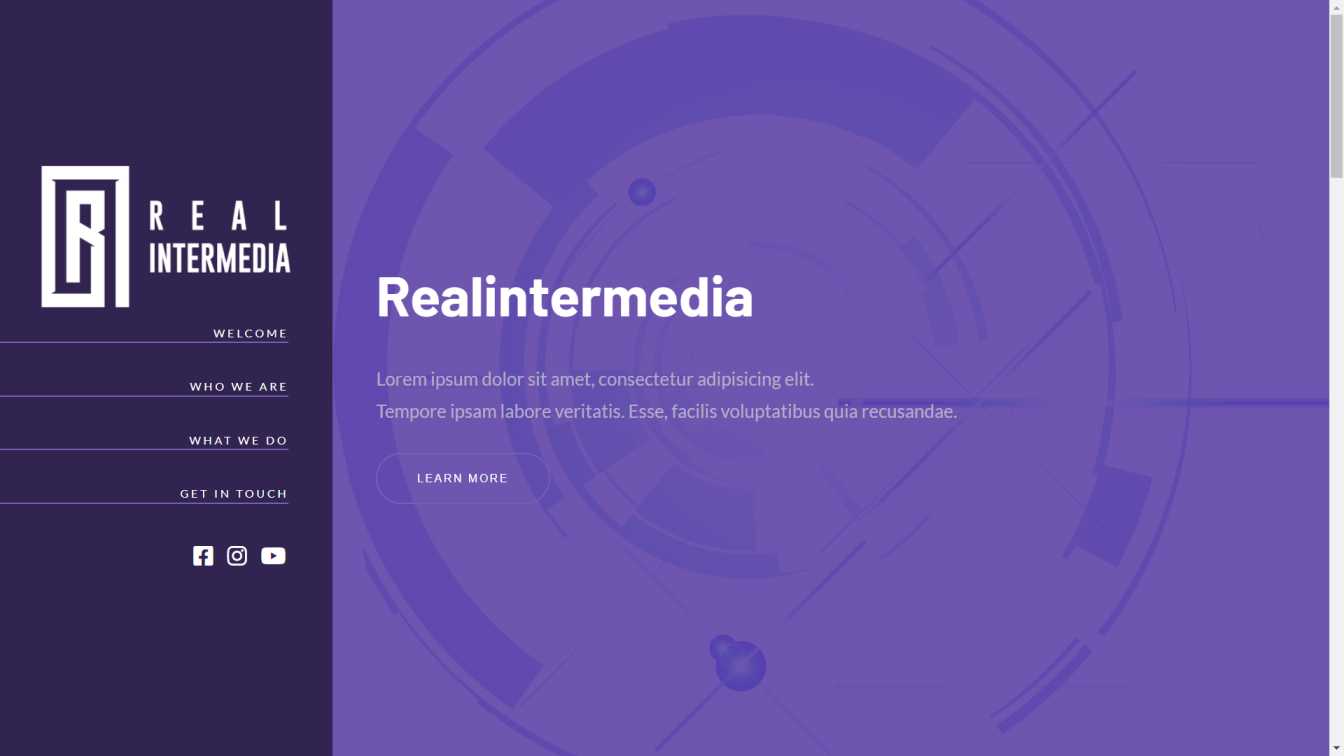 REAL
INTERMEDIA
WELCOME
WHO WE ARE
WHAT WE DO
GET IN TOUCH
Realintermedia
Lorem ipsum dolor sit amet, consectetur adipisicing elit.
Tempore ipsam labore veritatis. Esse, facilis voluptatibus quia recusandae.
LEARN MORE